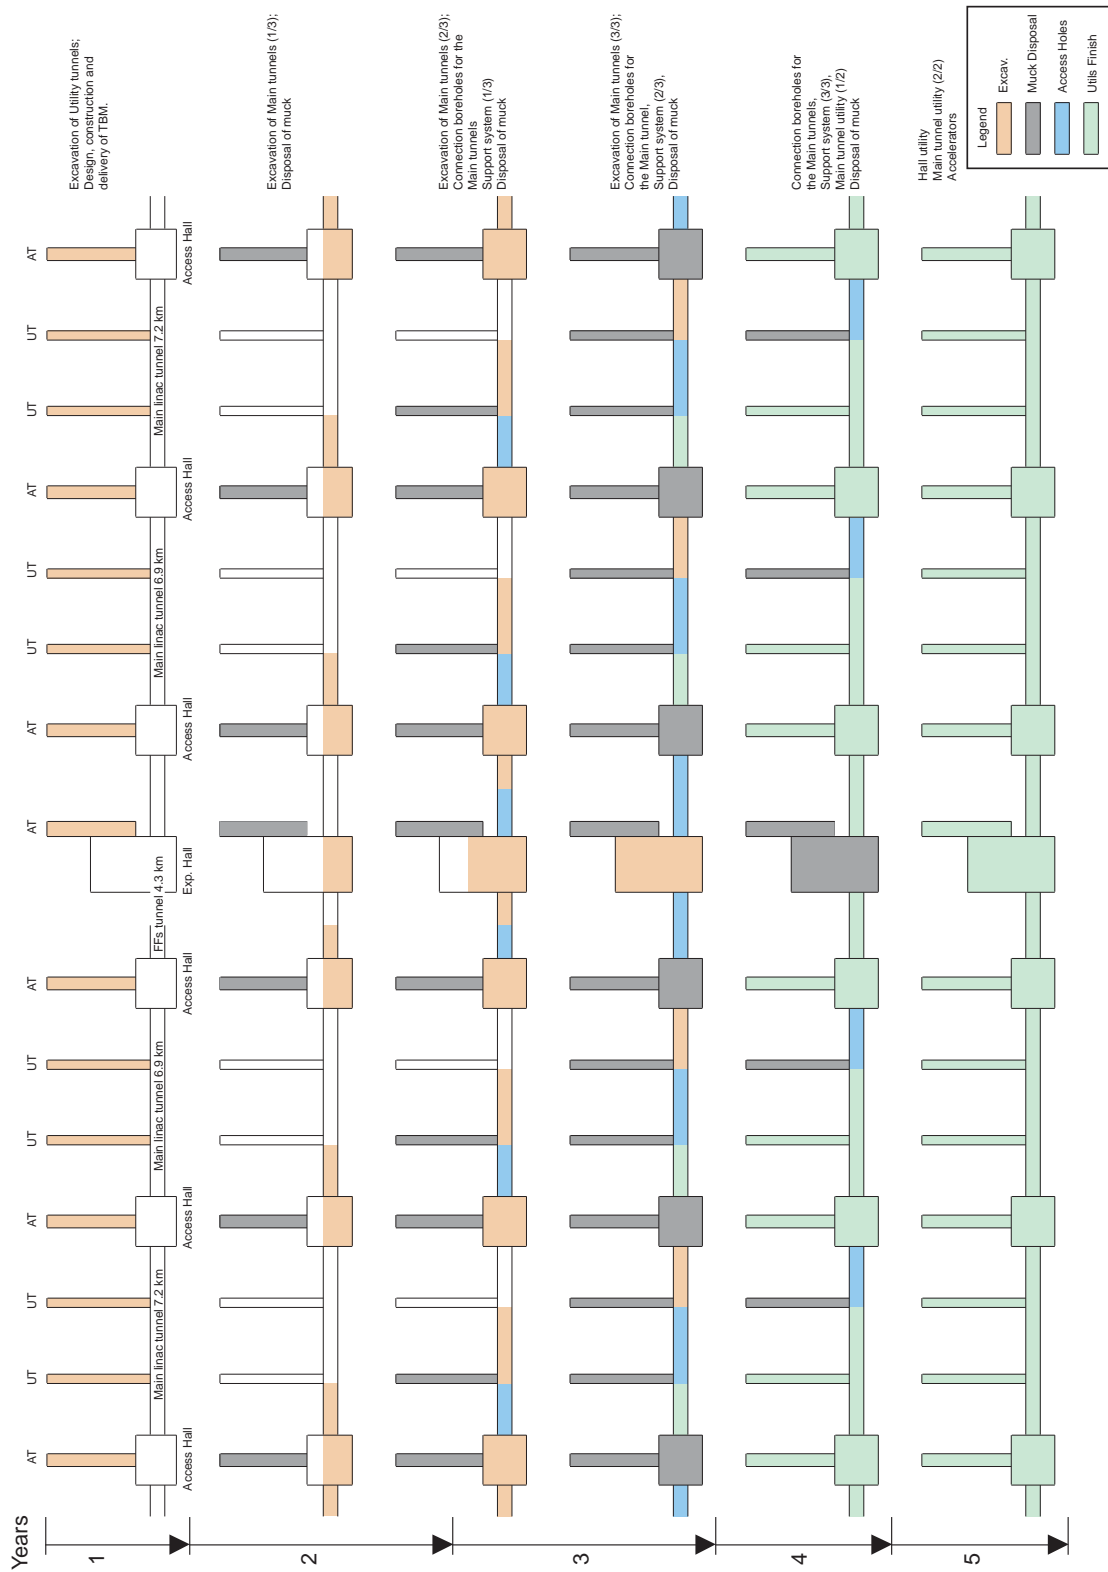 Years
1
2
3
4
5
AT
UT
UT
AT
UT
UT
AT
AT
UT
UT
AT
UT
UT
AT
Access Hall
Main linac tunnel 7.2 km
Access Hall
Main linac tunnel 6.9 km
Access Hall
FFs tunnel 4.3 km
Exp. Hall
Access Hall
Main linac tunnel 6.9 km
Access Hall
Main linac tunnel 7.2 km
Access Hall
Excavation of Utility tunnels;
Design, construction and
delivery of TBM.
Excavation of Main tunnels (1/3);
Disposal of muck
Excavation of Main tunnels (2/3);
Connection boreholes for the
Main tunnels
Support system (1/3)
Disposal of muck
Excavation of Main tunnels (3/3);
Connection boreholes for
the Main tunnel,
Support system (2/3),
Disposal of muck
Connection boreholes for
the Main tunnels,
Support system (3/3),
Main tunnel utility (1/2)
Disposal of muck
Hall utility
Main tunnel utility (2/2)
Accelerators
Legend
Excav.
Muck Disposal
Access Holes
Utils Finish